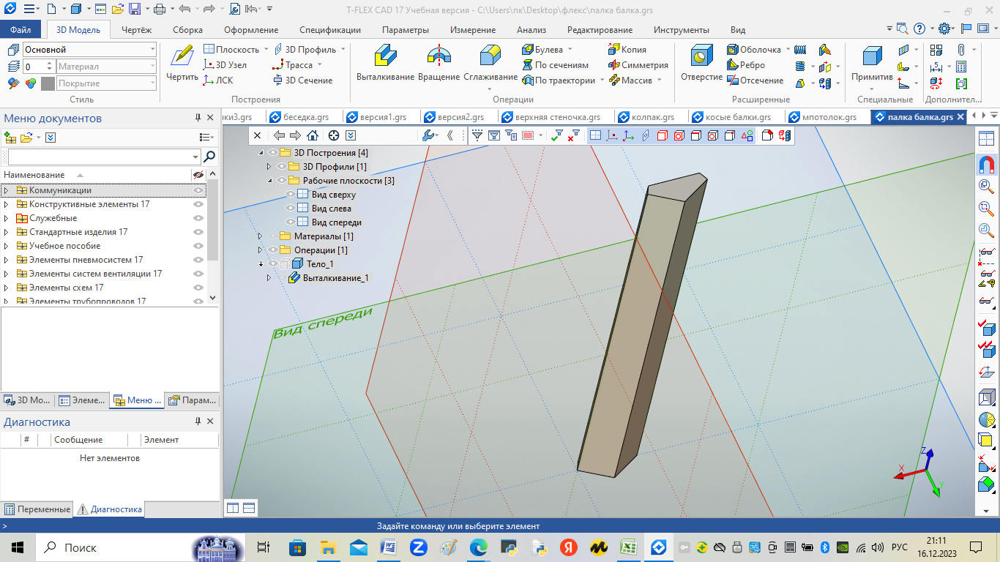 T-FLEX CAD 17 Учебная версия - C:\Users\пк\Desktop\флекс\палка балка.grs
Файл 3D Модель Чертёж Сборка Оформление Спецификации Параметры Измерение Анализ Редактирование Инструменты Вид
Основной
0 Материал
Покрытие
Стиль
Чертить
Плоскость
3D Узел
ЛСК
3D Профиль
Трасса
3D Сечение
Построения
Выталкивание Вращение Сглаживание
Булева
По сечениям
По траектории
Копия
Симметрия
Массив
Операции
Отверстие
Оболочка
Ребро
Отсечение
Расширенные
Примитив
Специальные
Дополнител...
Меню документов
ки3.grs беседка.grs версия1.grs версия2.grs верхняя стеночка.grs колпак.grs косые балки.grs мпотолок.grs палка балка.grs
Наименование
Коммуникации
Конструктивные элементы 17
Служебные
Стандартные изделия 17
Учебное пособие
Элементы пневмосистем 17
Элементы систем вентиляции 17
Элементы схем 17
Элементы трубопроводов 17
3D Мо... Элеме... Меню ... Парам...
Диагностика
# Сообщение Элемент
Нет элементов
Переменные Диагностика
3D Построения [4]
3D Профили [1]
Рабочие плоскости [3]
Вид сверху
Вид слева
Вид спереди
Материалы [1]
Операции [1]
Тело_1
Выталкивание_1
Вид спереди
Z
X
Y
> Задайте команду или выберите элемент
Поиск
РУС
21:11
16.12.2023